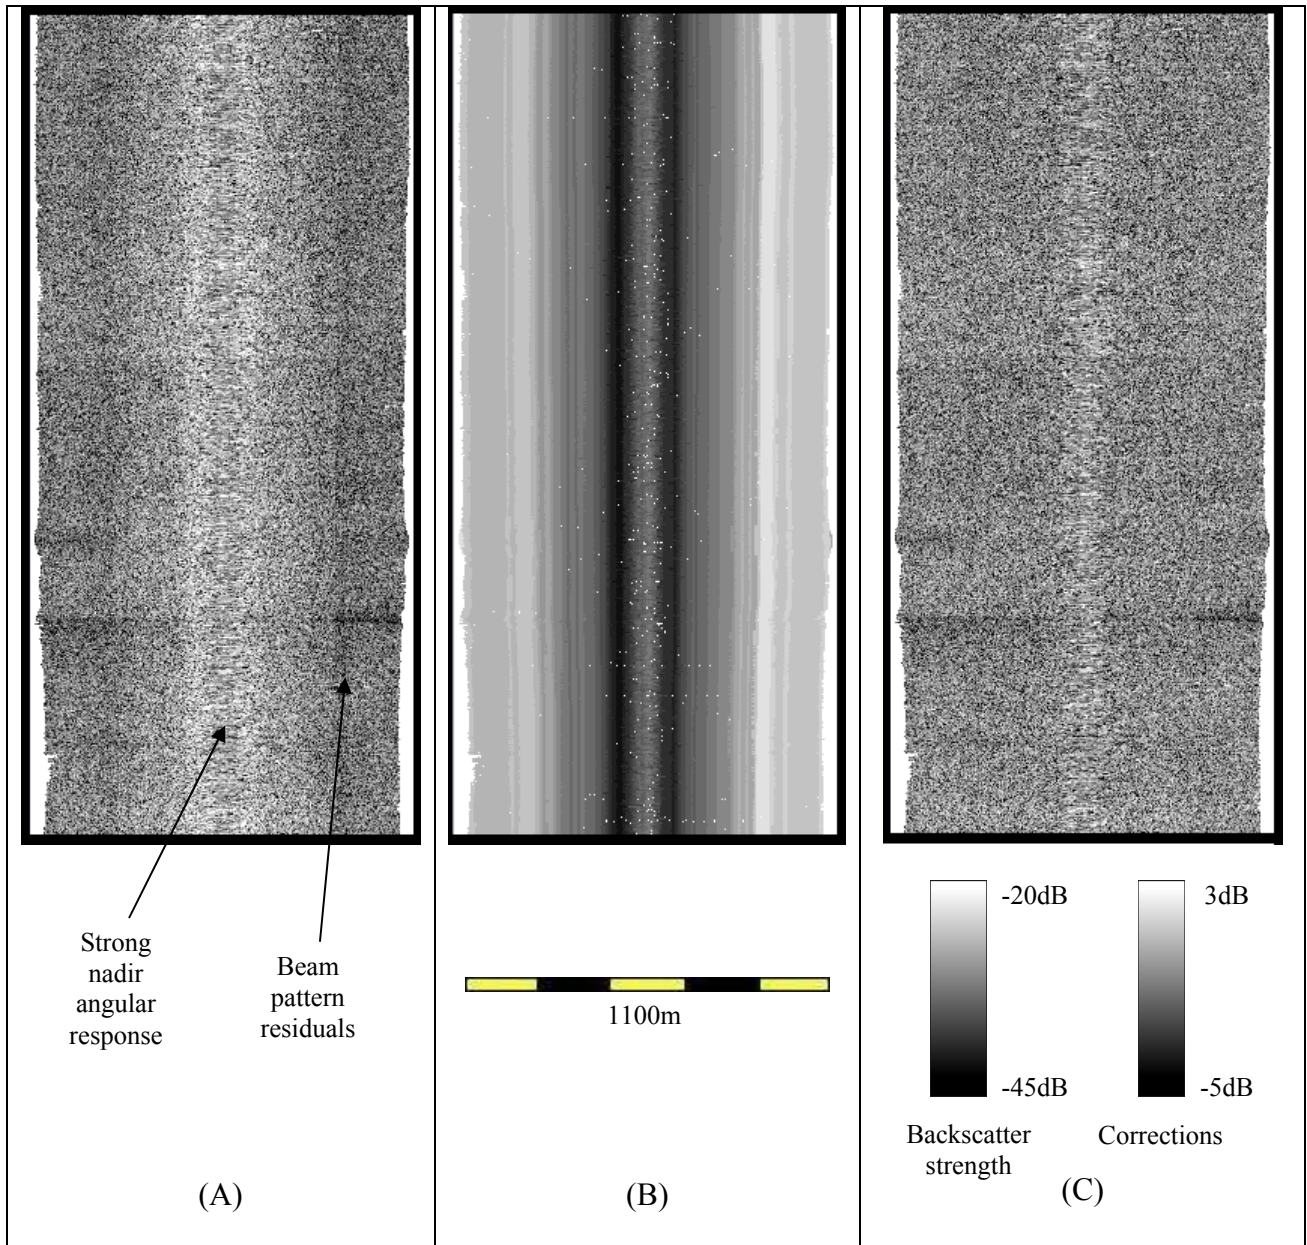 Strong
nadir
angular
response
Beam
pattern
residuals
(A)
1100m
(B)
-20dB
-45dB
Backscatter
strength
3dB
-5dB
Corrections
(C)